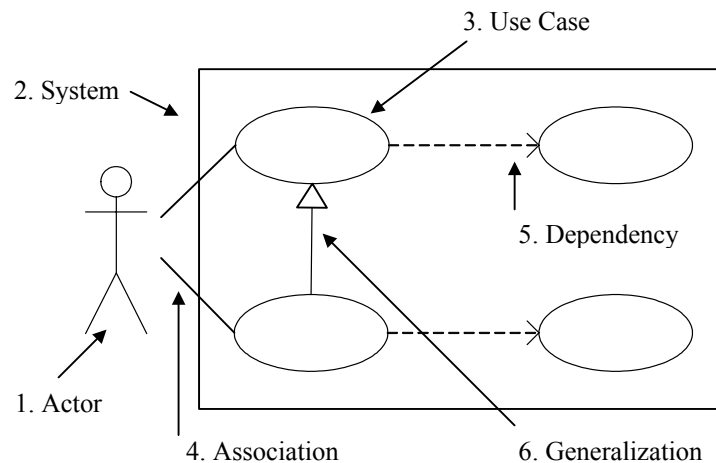 3. Use Case
2. System
5. Dependency
1. Actor
4. Association
6. Generalization